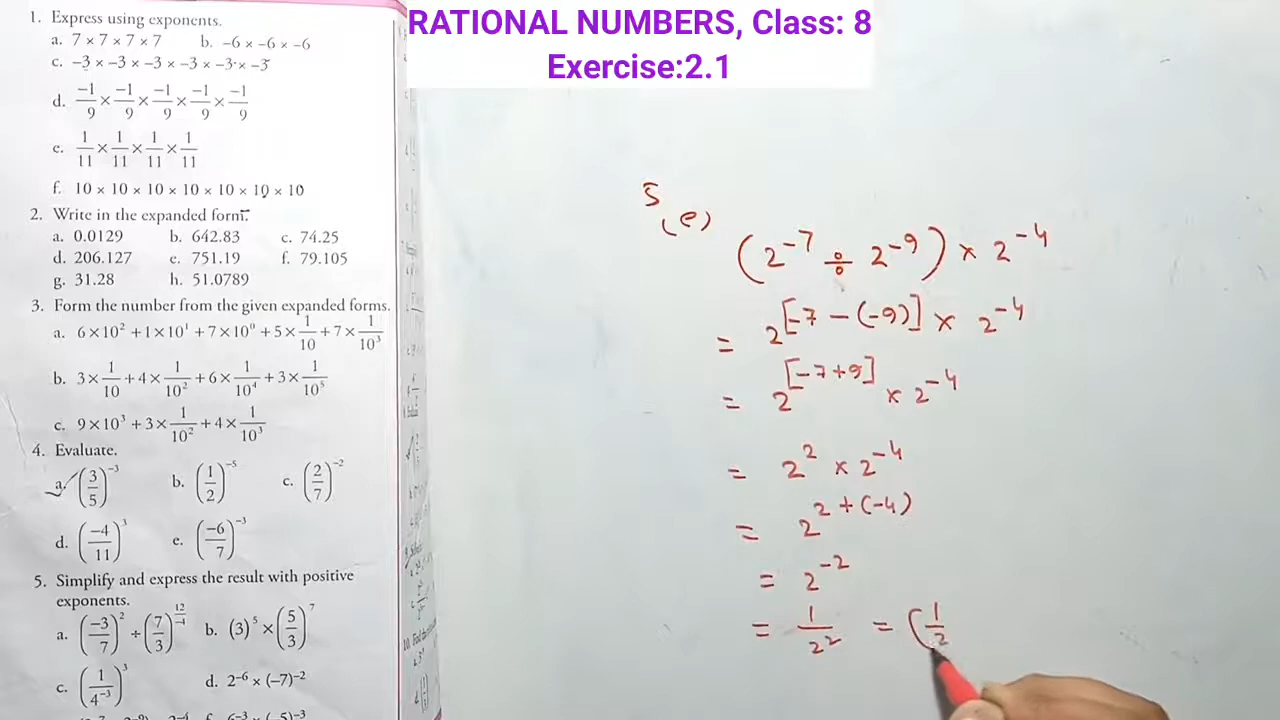 RATIONAL NUMBERS, Class: 8
Exercise:2.1
1. Express using exponents.
a. 7 × 7 × 7 × 7 b. −6 × −6 × −6
c. −3 × −3 × −3 × −3 × −3 × −3
d. −1/9 × −1/9 × −1/9 × −1/9 × −1/9
e. 1/11 × 1/11 × 1/11 × 1/11
f. 10 × 10 × 10 × 10 × 10 × 10 × 10
2. Write in the expanded form.
a. 0.0129 b. 642.83 c. 74.25
d. 206.127 e. 751.19 f. 79.105
g. 31.28 h. 51.0789
3. Form the number from the given expanded forms.
a. 6×10² +1×10¹ +7×10⁰ +5× 1/10 +7× 1/10³
b. 3× 1/10 +4× 1/10² +6× 1/10⁴ +3× 1/10⁵
c. 9×10³ +3× 1/10² +4× 1/10³
4. Evaluate.
a. (3/5)⁻³ b. (1/2)⁻⁵ c. (2/7)⁻²
d. (−4/11)³ e. (−6/7)⁻³
5. Simplify and express the result with positive
exponents.
a. (−3/7)² ÷ (7/3)^(12/−4) b. (3)⁵ × (5/3)⁷
c. (1/4⁻³)³ d. 2⁻⁶ × (−7)⁻²
5
(e)
(2⁻⁷ ÷ 2⁻⁹) × 2⁻⁴
= 2^[−7 − (−9)] × 2⁻⁴
= 2^[−7+9] × 2⁻⁴
= 2² × 2⁻⁴
= 2^(2 + (−4))
= 2⁻²
= 1/2² = (1/2